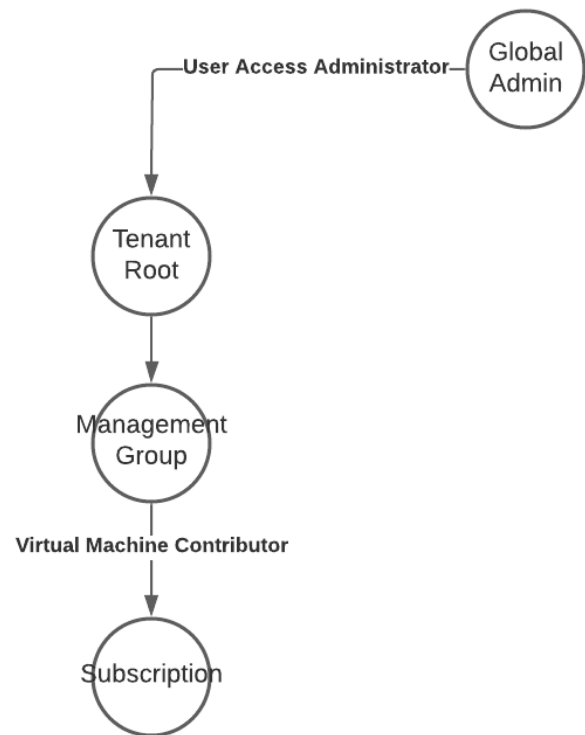 User Access Administrator
Global
Admin
Tenant
Root
Management
Group
Virtual Machine Contributor
Subscription